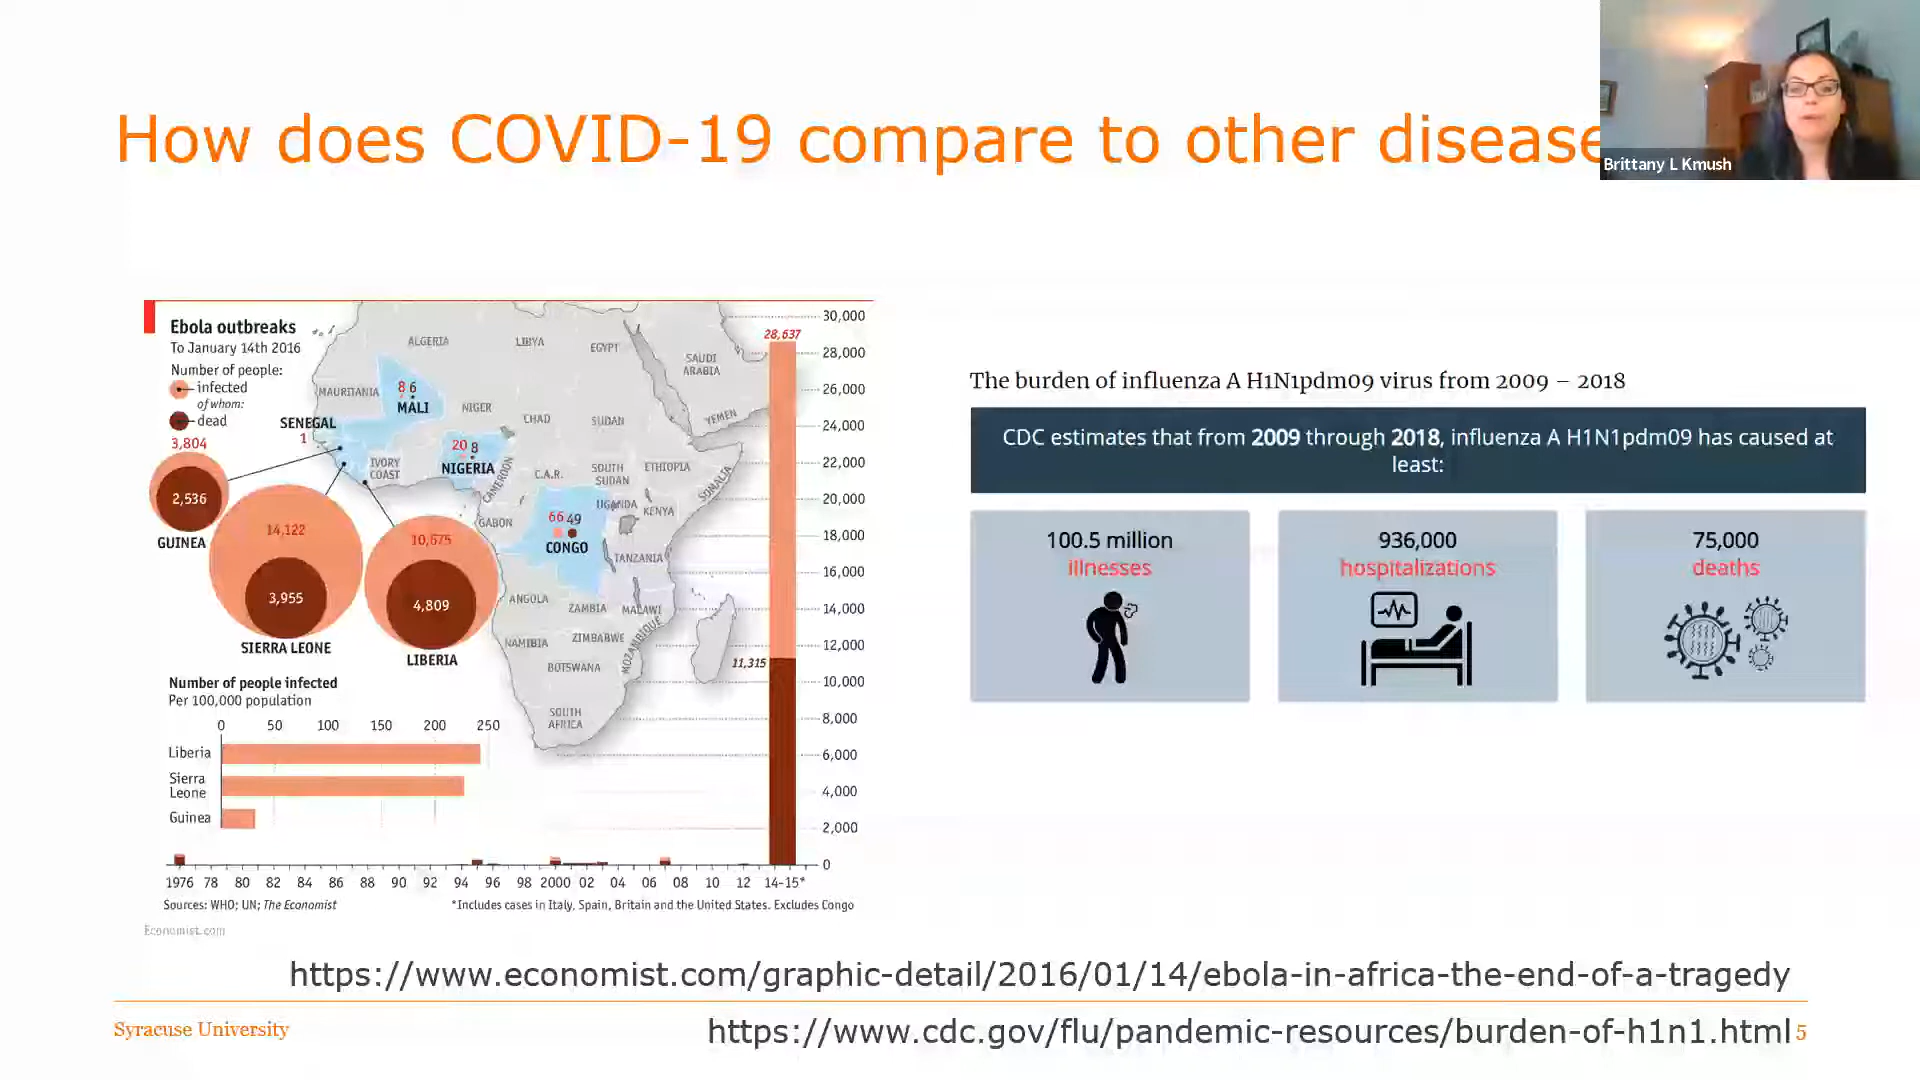 How does COVID-19 compare to other disease
Brittany L Kmush
Ebola outbreaks
To January 14th 2016
Number of people:
infected
of whom:
dead
3,804
2,536
GUINEA
14,122
3,955
SIERRA LEONE
10,675
4,809
LIBERIA
SENEGAL
1
8 6
MALI
20 8
NIGERIA
66 49
CONGO
ALGERIA
LIBYA
EGYPT
SAUDI
ARABIA
MAURITANIA
NIGER
CHAD
SUDAN
YEMEN
IVORY
COAST
CAMEROON
C.A.R.
SOUTH
SUDAN
ETHIOPIA
SOMALIA
UGANDA
KENYA
GABON
TANZANIA
ANGOLA
ZAMBIA
MALAWI
MOZAMBIQUE
NAMIBIA
ZIMBABWE
BOTSWANA
SOUTH
AFRICA
28,637
11,315
30,000
28,000
26,000
24,000
22,000
20,000
18,000
16,000
14,000
12,000
10,000
8,000
6,000
4,000
2,000
0
Number of people infected
Per 100,000 population
0 50 100 150 200 250
Liberia
Sierra
Leone
Guinea
1976 78 80 82 84 86 88 90 92 94 96 98 2000 02 04 06 08 10 12 14-15*
Sources: WHO; UN; The Economist
*Includes cases in Italy, Spain, Britain and the United States. Excludes Congo
Economist.com
The burden of influenza A H1N1pdm09 virus from 2009 – 2018
CDC estimates that from 2009 through 2018, influenza A H1N1pdm09 has caused at
least:
100.5 million
illnesses
936,000
hospitalizations
75,000
deaths
https://www.economist.com/graphic-detail/2016/01/14/ebola-in-africa-the-end-of-a-tragedy
Syracuse University
https://www.cdc.gov/flu/pandemic-resources/burden-of-h1n1.html
5